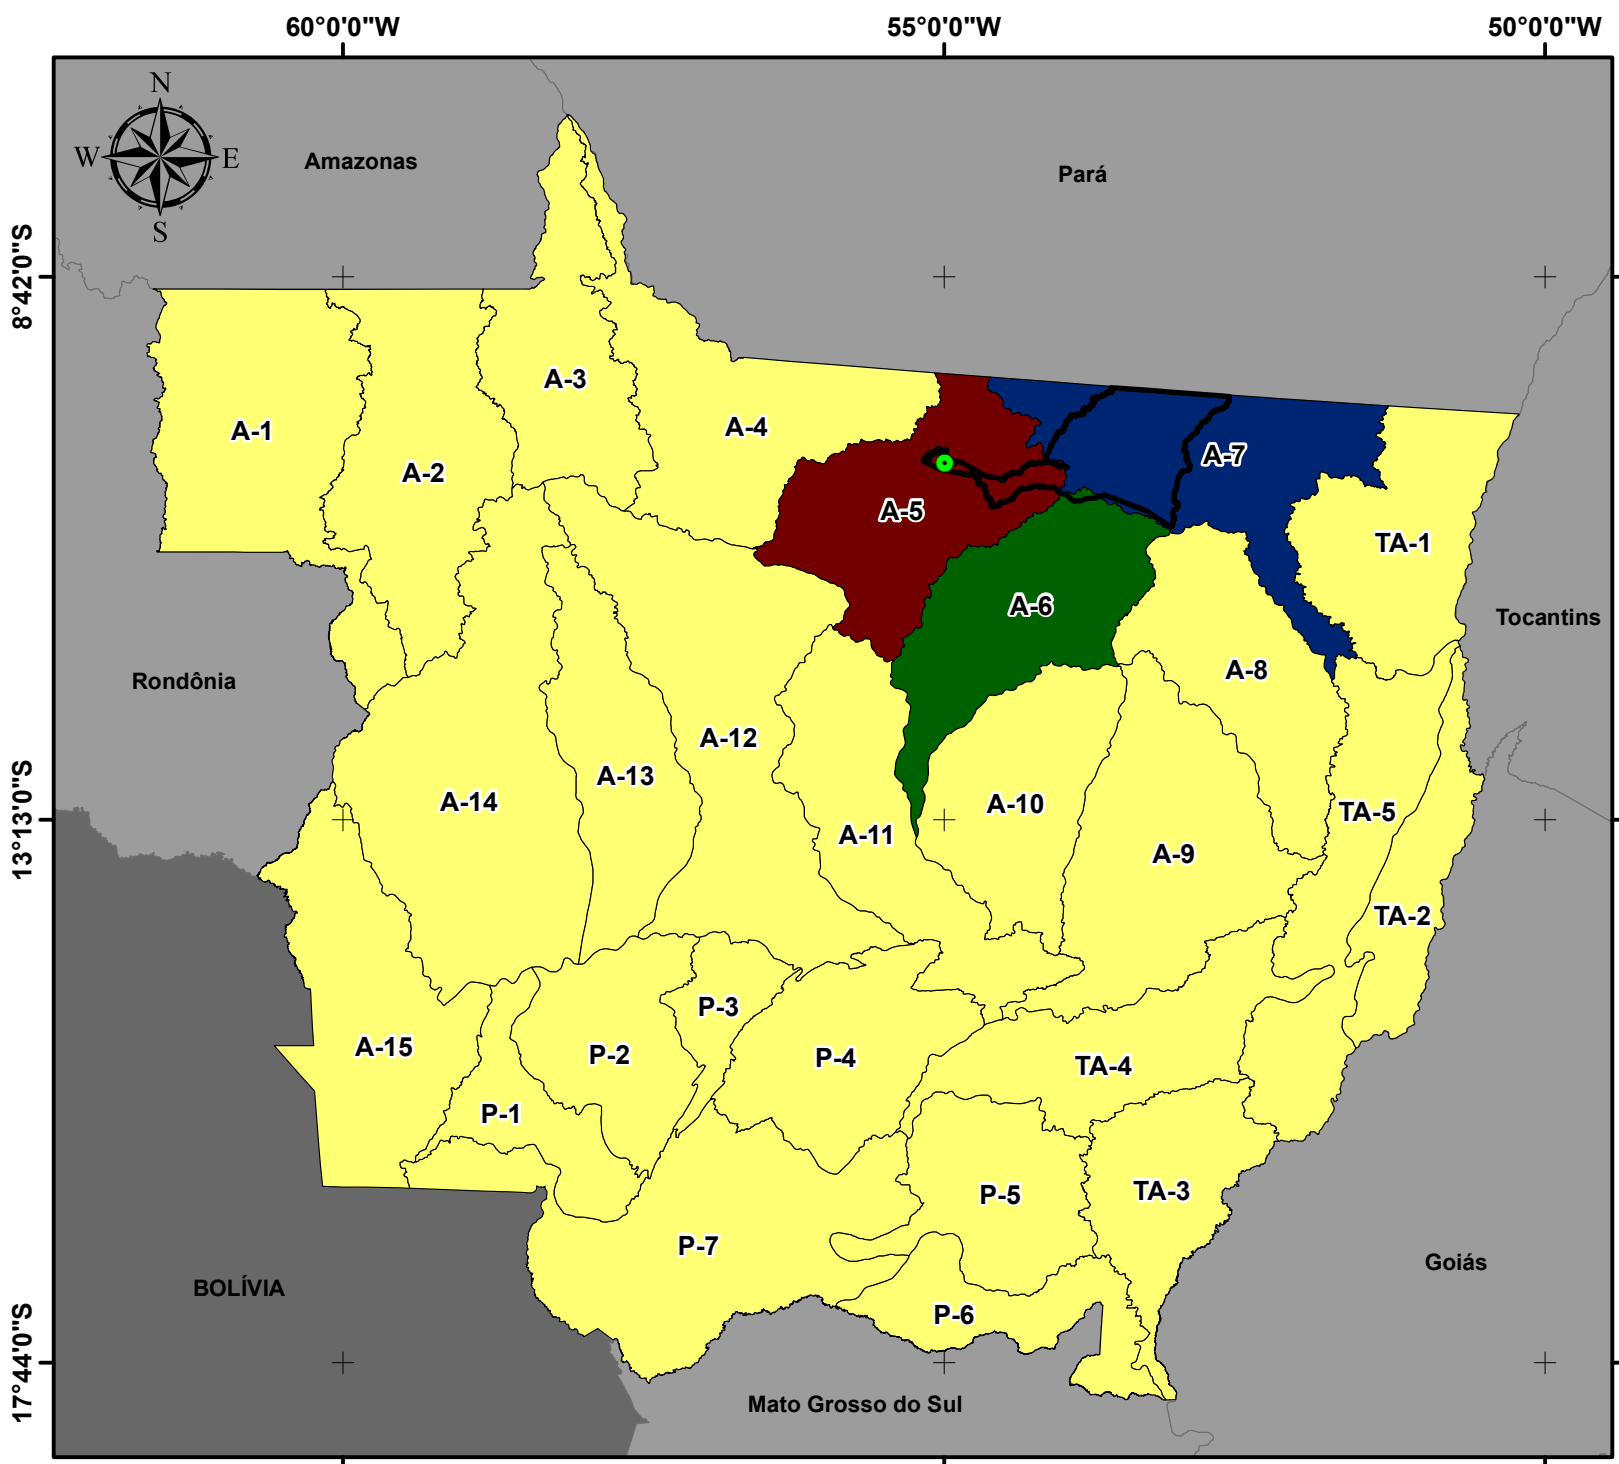 60°0'0"W
55°0'0"W
50°0'0"W
N
W
E
S
Amazonas
Pará
8°42'0"S
A-3
A-4
A-1
A-2
A-7
A-5
TA-1
A-6
Tocantins
Rondônia
A-8
A-12
A-13
A-14
A-10
TA-5
13°13'0"S
A-11
A-9
TA-2
P-3
A-15
P-2
P-4
TA-4
P-1
P-5
TA-3
P-7
Goiás
BOLÍVIA
P-6
17°44'0"S
Mato Grosso do Sul